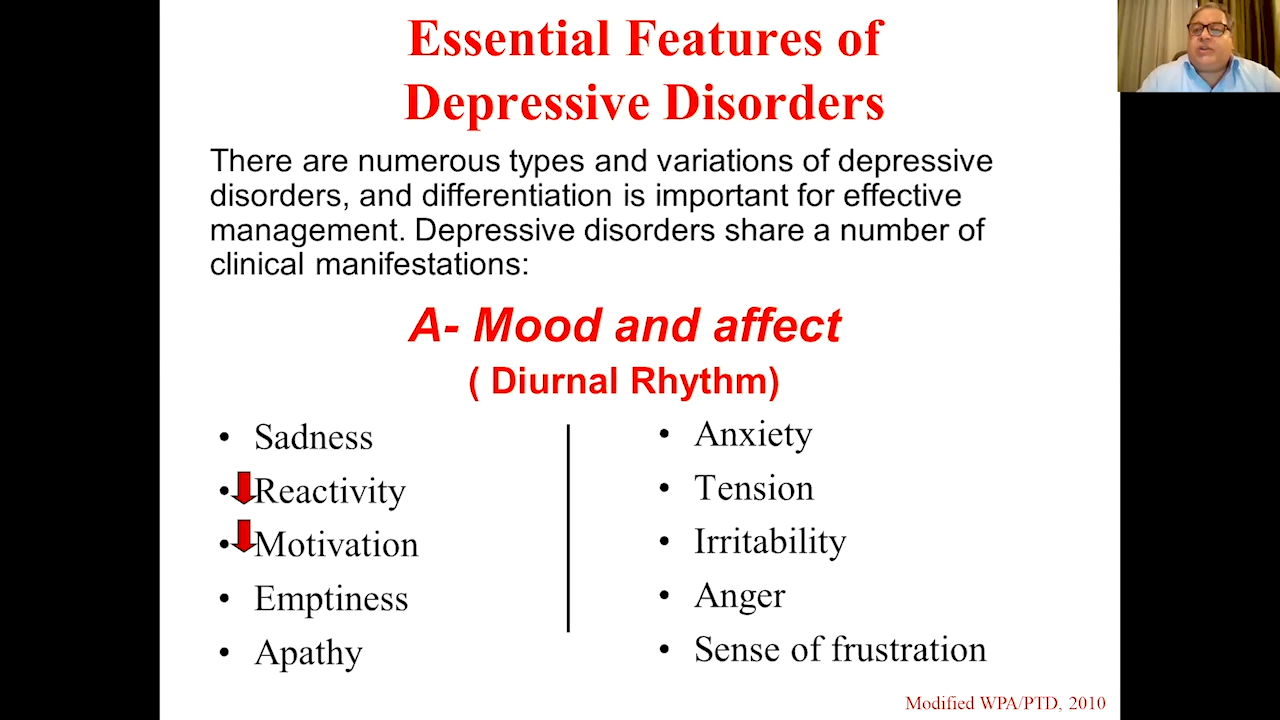 Essential Features of
Depressive Disorders
There are numerous types and variations of depressive
disorders, and differentiation is important for effective
management. Depressive disorders share a number of
clinical manifestations:
A- Mood and affect
( Diurnal Rhythm)
• Sadness
• Reactivity
• Motivation
• Emptiness
• Apathy
• Anxiety
• Tension
• Irritability
• Anger
• Sense of frustration
Modified WPA/PTD, 2010